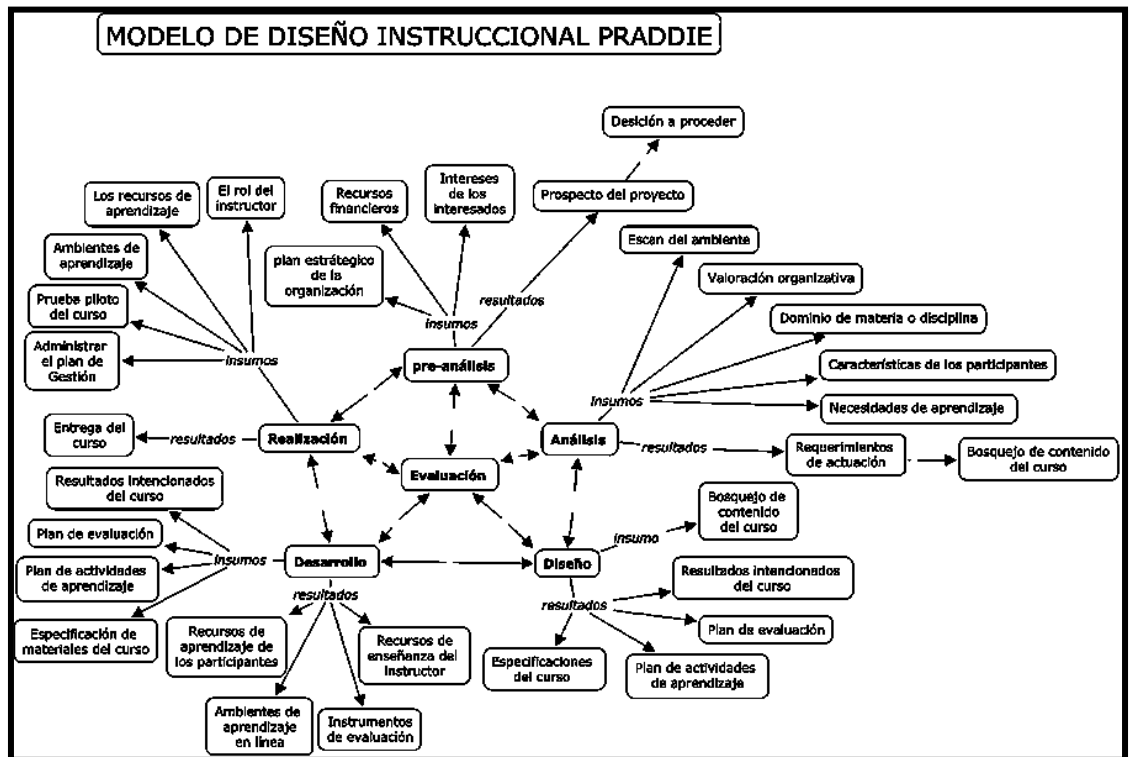 MODELO DE DISEÑO INSTRUCCIONAL PRADDIE
Desición a proceder
Prospecto del proyecto
Intereses
de los
interesados
Recursos
financieros
plan estratégico
de la
organización
insumos
resultados
pre-análisis
El rol del
instructor
Los recursos de
aprendizaje
Ambientes de
aprendizaje
Prueba piloto
del curso
Administrar
el plan de
Gestión
insumos
Realización
resultados
Entrega del
curso
Escan del ambiente
Valoración organizativa
Dominio de materia o disciplina
Características de los participantes
Necesidades de aprendizaje
insumos
Análisis
resultados
Requerimientos
de actuación
Bosquejo de contenido
del curso
Evaluación
Resultados intencionados
del curso
Plan de evaluación
Plan de actividades
de aprendizaje
Especificación de
materiales del curso
insumos
Desarrollo
resultados
Recursos de
aprendizaje de
los participantes
Recursos de
enseñanza del
instructor
Ambientes de
aprendizaje
en línea
Instrumentos
de evaluación
Diseño
insumo
Bosquejo de
contenido
del curso
resultados
Resultados intencionados
del curso
Plan de evaluación
Plan de actividades
de aprendizaje
Especificaciones
del curso